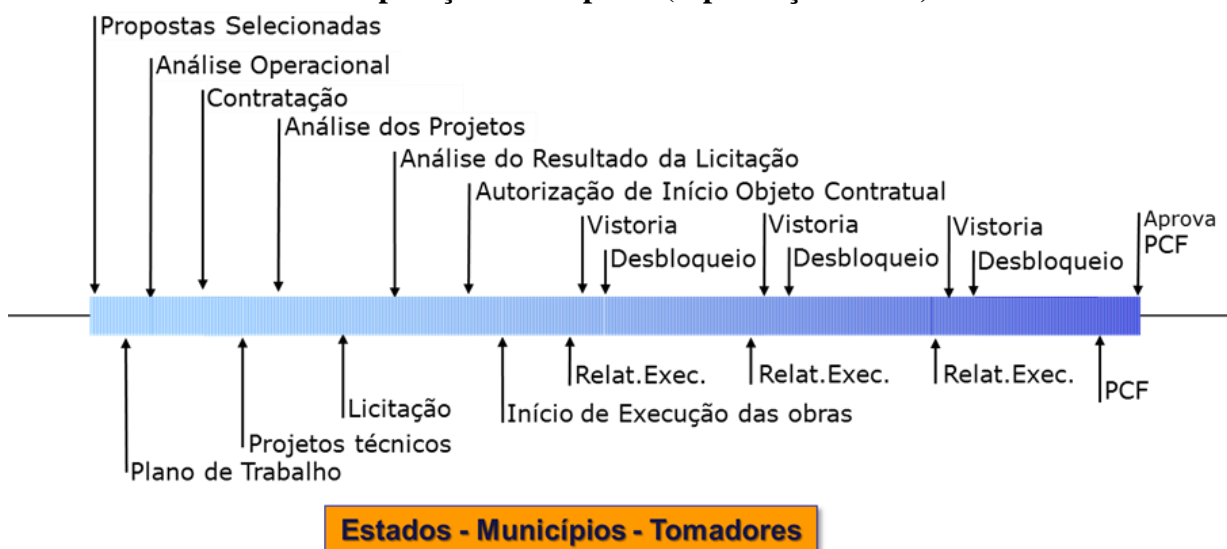 Propostas Selecionadas
Análise Operacional
Contratação
Análise dos Projetos
Análise do Resultado da Licitação
Autorização de Início Objeto Contratual
Vistoria
Vistoria
Vistoria
Aprova
PCF
Desbloqueio
Desbloqueio
Desbloqueio
Relat.Exec.
Relat.Exec.
Relat.Exec.
PCF
Licitação
Início de Execução das obras
Projetos técnicos
Plano de Trabalho
Estados - Municípios - Tomadores